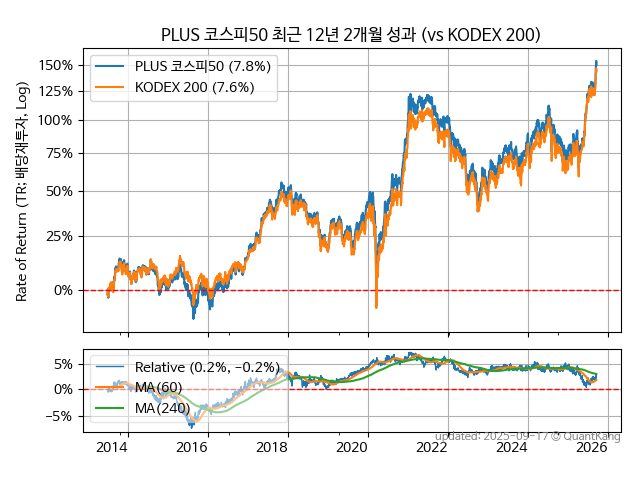 PLUS 코스피50 최근 12년 2개월 성과 (vs KODEX 200)
Rate of Return (TR: 배당재투자, Log)
150%
125%
100%
75%
50%
25%
0%
PLUS 코스피50 (7.8%)
KODEX 200 (7.6%)
5%
0%
−5%
Relative (0.2%, −0.2%)
MA(60)
MA(240)
2014 2016 2018 2020 2022 2024 2026
updated: 2025-09-17 © QuantKang